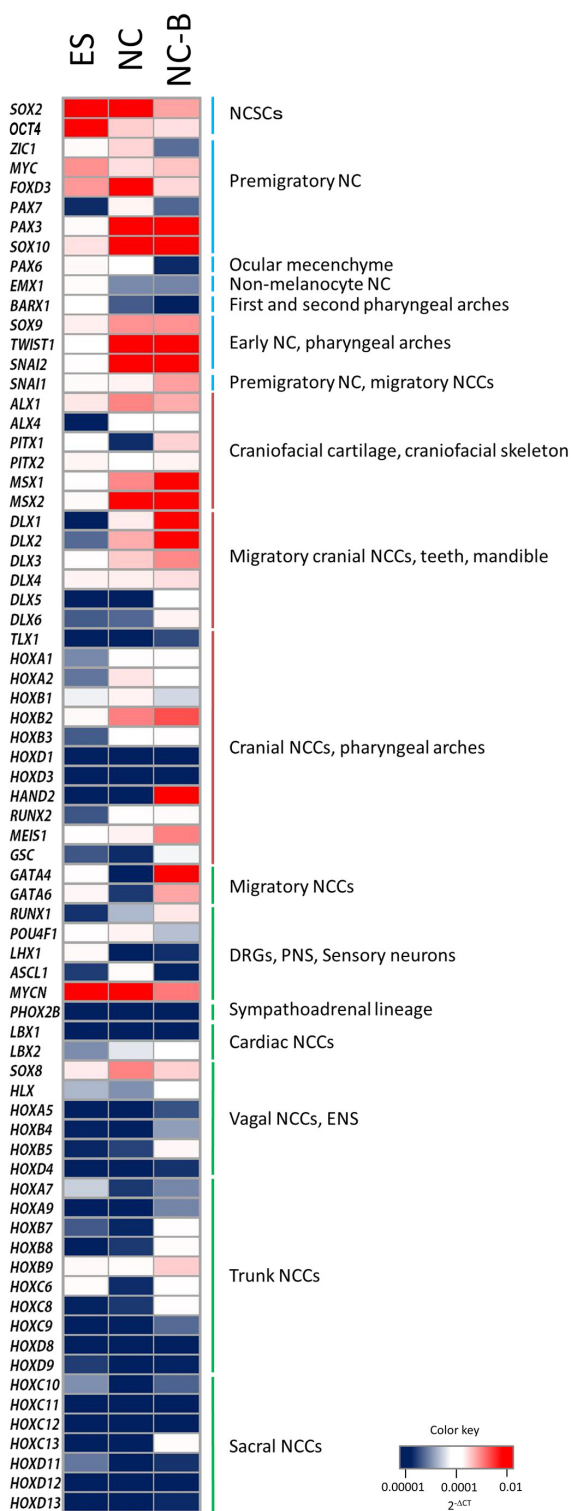 ES NC NC-B
SOX2
OCT4
NCSCs
ZIC1
MYC
FOXD3
PAX7
PAX3
SOX10
Premigratory NC
PAX6 Ocular mecenchyme
EMX1 Non-melanocyte NC
BARX1 First and second pharyngeal arches
SOX9
TWIST1
SNAI2
Early NC, pharyngeal arches
SNAI1 Premigratory NC, migratory NCCs
ALX1
ALX4
PITX1
PITX2
MSX1
MSX2
Craniofacial cartilage, craniofacial skeleton
DLX1
DLX2
DLX3
DLX4
DLX5
DLX6
Migratory cranial NCCs, teeth, mandible
TLX1
HOXA1
HOXA2
HOXB1
HOXB2
HOXB3
HOXD1
HOXD3
HAND2
RUNX2
MEIS1
GSC
Cranial NCCs, pharyngeal arches
GATA4
GATA6
Migratory NCCs
RUNX1
POU4F1
LHX1
ASCL1
MYCN
DRGs, PNS, Sensory neurons
PHOX2B Sympathoadrenal lineage
LBX1
LBX2
Cardiac NCCs
SOX8
HLX
HOXA5
HOXB4
HOXB5
HOXD4
Vagal NCCs, ENS
HOXA7
HOXA9
HOXB7
HOXB8
HOXB9
HOXC6
HOXC8
HOXC9
HOXD8
HOXD9
Trunk NCCs
HOXC10
HOXC11
HOXC12
HOXC13
HOXD11
HOXD12
HOXD13
Sacral NCCs
Color key
0.00001 0.0001 0.01
2-ΔCT